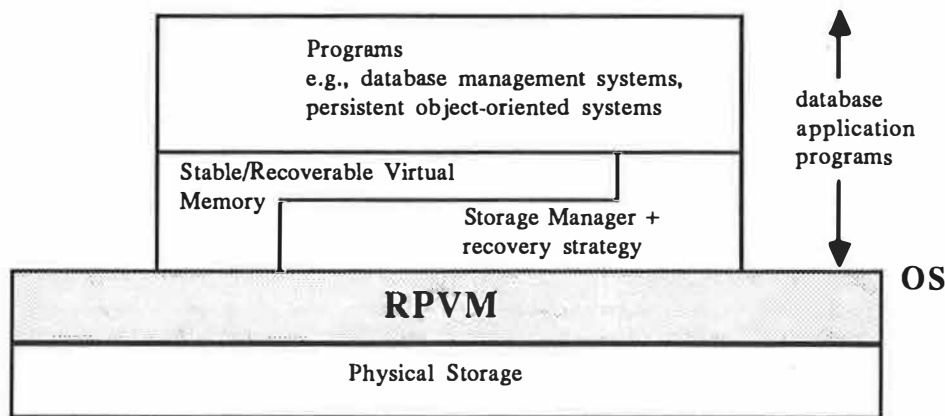 Programs
e.g., database management systems,
persistent object-oriented systems
database
application
programs
Stable/Recoverable Virtual
Memory
Storage Manager +
recovery strategy
OS
RPVM
Physical Storage